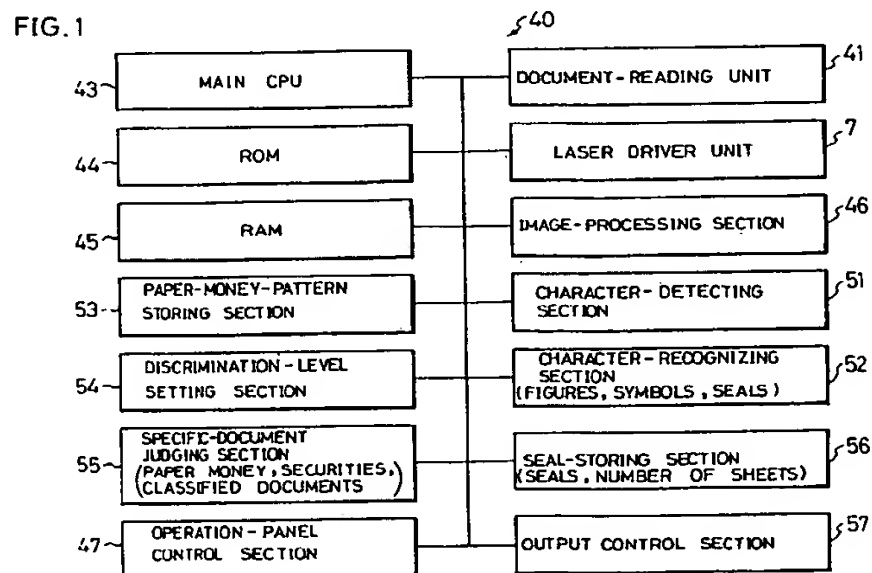 FIG.1
40
43 MAIN CPU
DOCUMENT-READING UNIT 41
44 ROM
LASER DRIVER UNIT 7
45 RAM
IMAGE-PROCESSING SECTION 46
53 PAPER-MONEY-PATTERN
STORING SECTION
CHARACTER-DETECTING 51
SECTION
54 DISCRIMINATION-LEVEL
SETTING SECTION
CHARACTER-RECOGNIZING 52
SECTION
(FIGURES, SYMBOLS, SEALS)
55 SPECIFIC-DOCUMENT
JUDGING SECTION
(PAPER MONEY, SECURITIES,
CLASSIFIED DOCUMENTS)
SEAL-STORING SECTION 56
(SEALS, NUMBER OF SHEETS)
47 OPERATION-PANEL
CONTROL SECTION
OUTPUT CONTROL SECTION 57